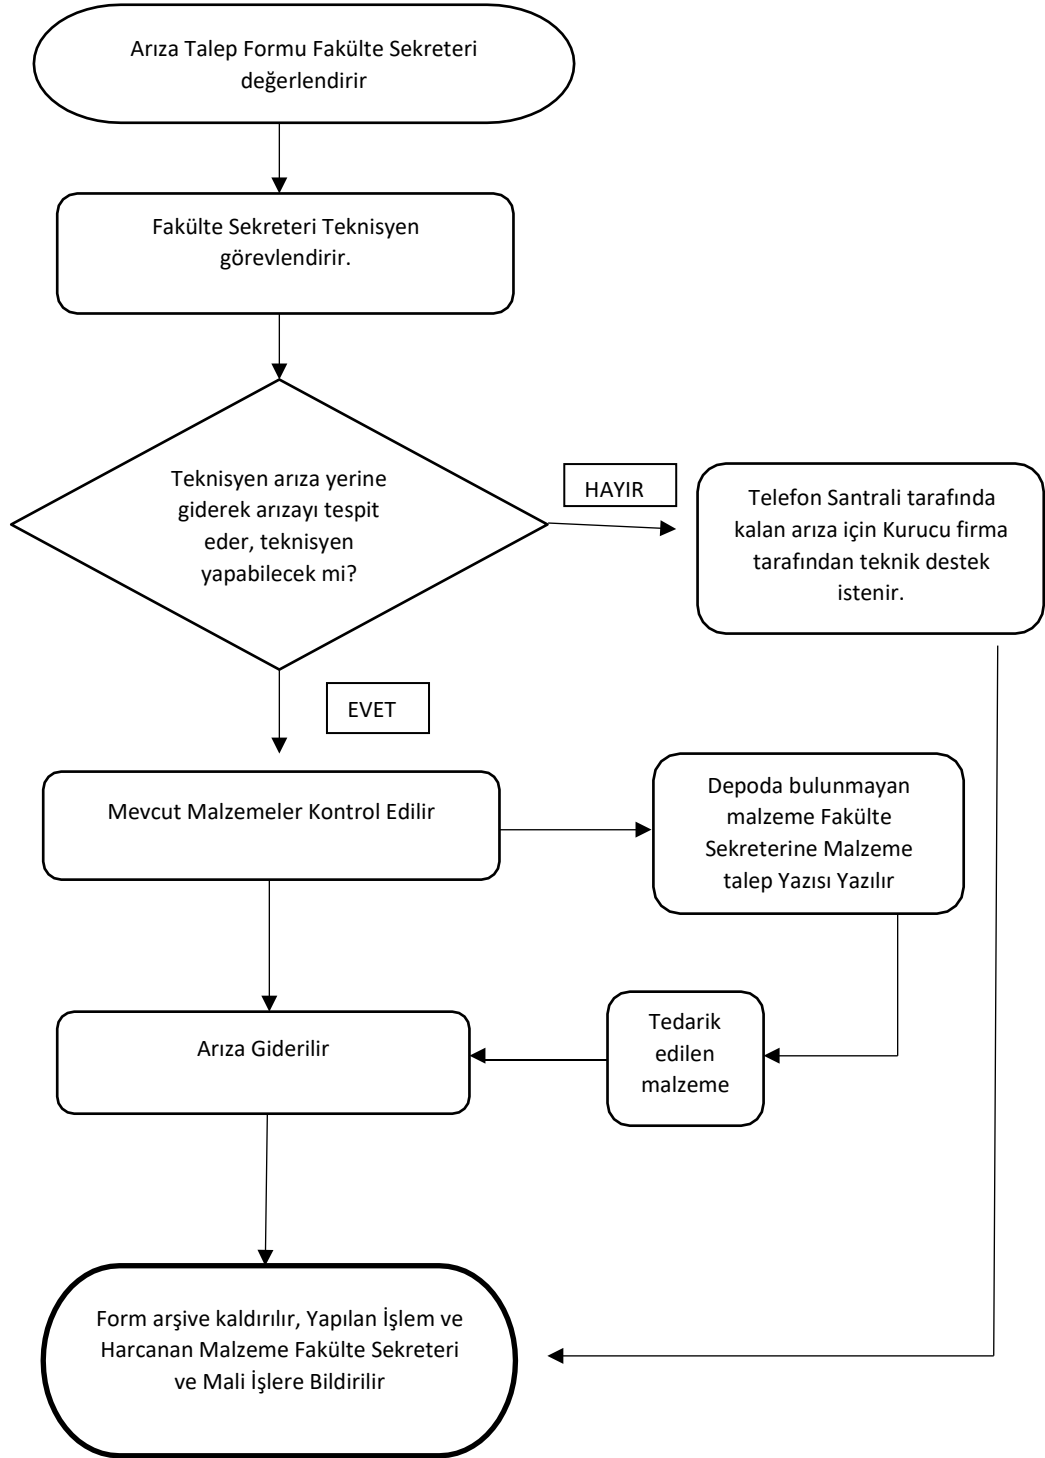 Arıza Talep Formu Fakülte Sekreteri
değerlendirir
Fakülte Sekreteri Teknisyen
görevlendirir.
Teknisyen arıza yerine
giderek arızayı tespit
eder, teknisyen
yapabilecek mi?
HAYIR
Telefon Santrali tarafında
kalan arıza için Kurucu firma
tarafından teknik destek
istenir.
EVET
Mevcut Malzemeler Kontrol Edilir
Depoda bulunmayan
malzeme Fakülte
Sekreterine Malzeme
talep Yazısı Yazılır
Arıza Giderilir
Tedarik
edilen
malzeme
Form arşive kaldırılır, Yapılan İşlem ve
Harcanan Malzeme Fakülte Sekreteri
ve Mali İşlere Bildirilir